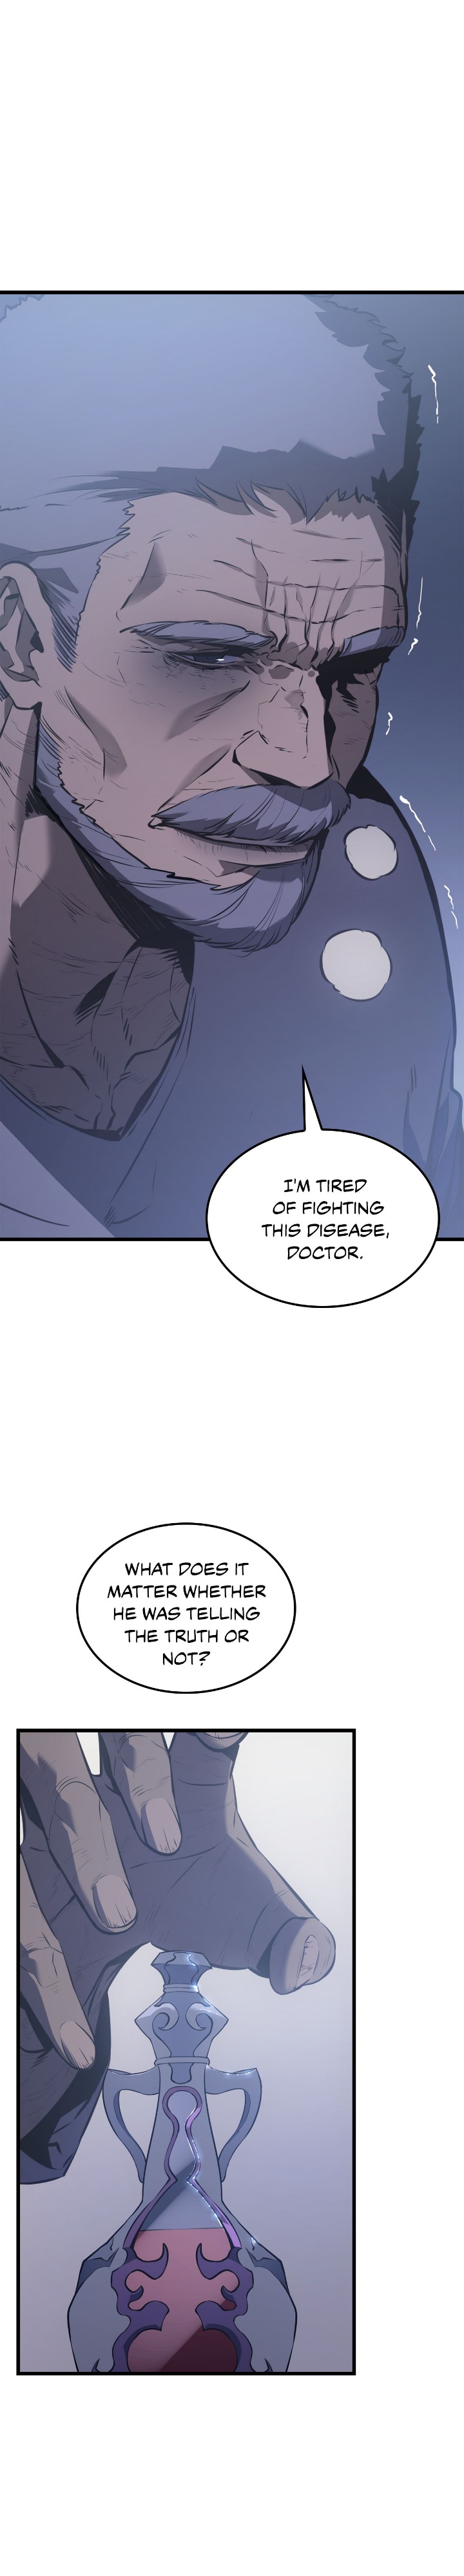 I'M TIRED
OF FIGHTING
THIS DISEASE,
DOCTOR.
WHAT DOES IT
MATTER WHETHER
HE WAS TELLING
THE TRUTH OR
NOT?